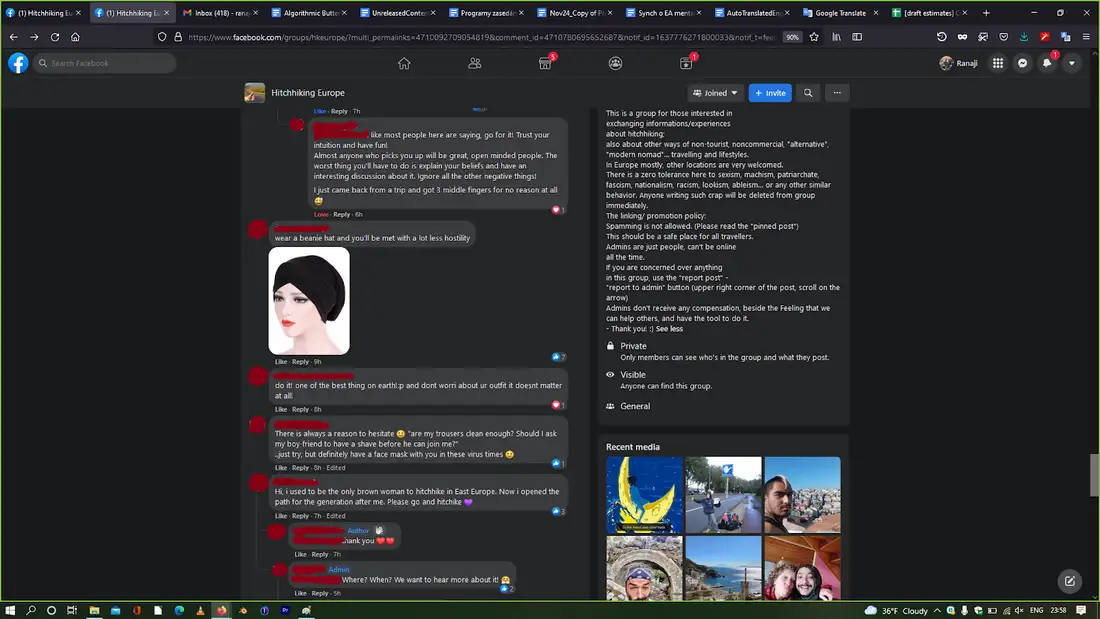 (1) Hitchhiking Eu
(1) Hitchhiking Eu
Inbox (418) - ranaj
Algorithmic Butter
UnreleasedConten
Programy zasedán
Nov24_Copy of P
Synch o EA menta
AutoTranslatedEng
Google Translate
[draft estimates] C
https://www.facebook.com/groups/hkeurope/?multi_permalinks=4710092709054819&comment_id=4710780695652687&notif_id=1637776271800033&notif_t=fee
90%
Search Facebook
5
1
Ranaji
1
Hitchhiking Europe
Joined
+ Invite
Like · Reply · 7h
, like most people here are saying, go for it! Trust your
intuition and have fun!
Almost anyone who picks you up will be great, open minded people. The
worst thing you'll have to do is explain your beliefs and have an
interesting discussion about it. Ignore all the other negative things!
I just came back from a trip and got 3 middle fingers for no reason at all
😅
1
Love · Reply · 6h
wear a beanie hat and you'll be met with a lot less hostility
7
Like · Reply · 9h
do it! one of the best thing on earth!:p and dont worri about ur outfit it doesnt matter
at all.
1
Like · Reply · 8h
There is always a reason to hesitate "are my trousers clean enough? Should I ask
my boy-friend to have a shave before he can join me?"
..just try, but definitely have a face mask with you in these virus times
1
Like · Reply · 8h · Edited
Hi, i used to be the only brown woman to hitchhike in East Europe. Now i opened
the path for the generation after me. Please go and hitchike 💜
3
Like · Reply · 7h · Edited
Author
hank you ❤️❤️
Like · Reply · 7h
Admin
Where? When? We want to hear more about it!
2
Like · Reply · 5h
This is a group for those interested in
exchanging informations/experiences
about hitchhiking;
also about other ways of non-tourist, noncommercial, "alternative",
"modern nomad"... travelling and lifestyles.
In Europe mostly, other locations are very welcomed.
There is a zero tolerance here to sexism, machism, patriarchate,
fascism, nationalism, racism, lookism, ableism... or any other similar
behavior. Anyone writing such crap will be deleted from group
immediately.
The linking/ promotion policy:
Spamming is not allowed. (Please read the "pinned post")
This should be a safe place for all travellers.
Admins are just people, can't be online
all the time.
If you are concerned over anything
in this group, use the "report post" -
"report to admin" button (upper right corner of the post, scroll on the
arrow)
Admins don't receive any compensation, beside the Feeling that we
can help others, and have the tool to do it.
- Thank you! :) See less
Private
Only members can see who's in the group and what they post.
Visible
Anyone can find this group.
General
Recent media
36°F Cloudy
ENG
23:58